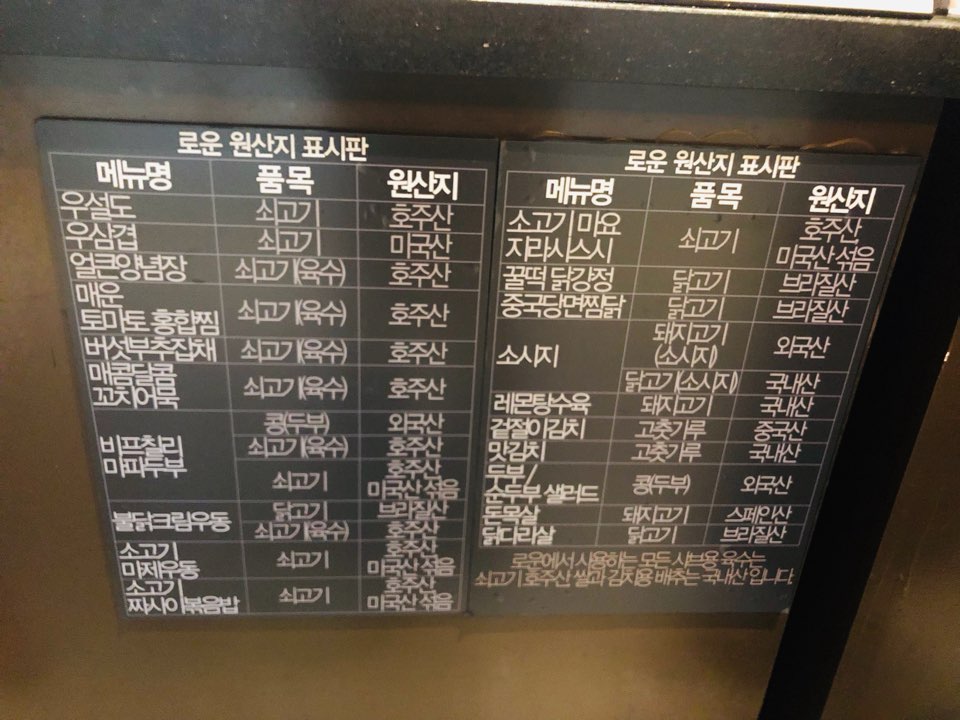 로운 원산지 표시판
메뉴명 품목 원산지
우설도 쇠고기 호주산
우삼겹 쇠고기 미국산
얼큰양념장 쇠고기(육수) 호주산
매운
토마토 홍합찜 쇠고기(육수) 호주산
버섯부추잡채 쇠고기(육수) 호주산
매콤달콤
꼬치어묵 쇠고기(육수) 호주산
비프칠리
마파두부
콩(두부) 외국산
쇠고기(육수) 호주산
쇠고기 호주산
미국산 섞음
불닭크림우동
닭고기 브라질산
쇠고기(육수) 호주산
소고기
마제우동 쇠고기 호주산
미국산 섞음
소고기
짜사이볶음밥 쇠고기 호주산
미국산 섞음
로운 원산지 표시판
메뉴명 품목 원산지
소고기 마요
지라시스시 쇠고기 호주산
미국산 섞음
꿀떡 닭강정 닭고기 브라질산
중국당면찜닭 닭고기 브라질산
소시지
돼지고기
(소시지) 외국산
닭고기(소시지) 국내산
레몬탕수육 돼지고기 국내산
겉절이김치 고춧가루 중국산
맛김치 고춧가루 국내산
두부/
순두부 샐러드 콩(두부) 외국산
돈목살 돼지고기 스페인산
닭다리살 닭고기 브라질산
로운에서 사용하는 모든 샤브용 육수는
쇠고기 호주산 쌀과 김치용 배추는 국내산 입니다